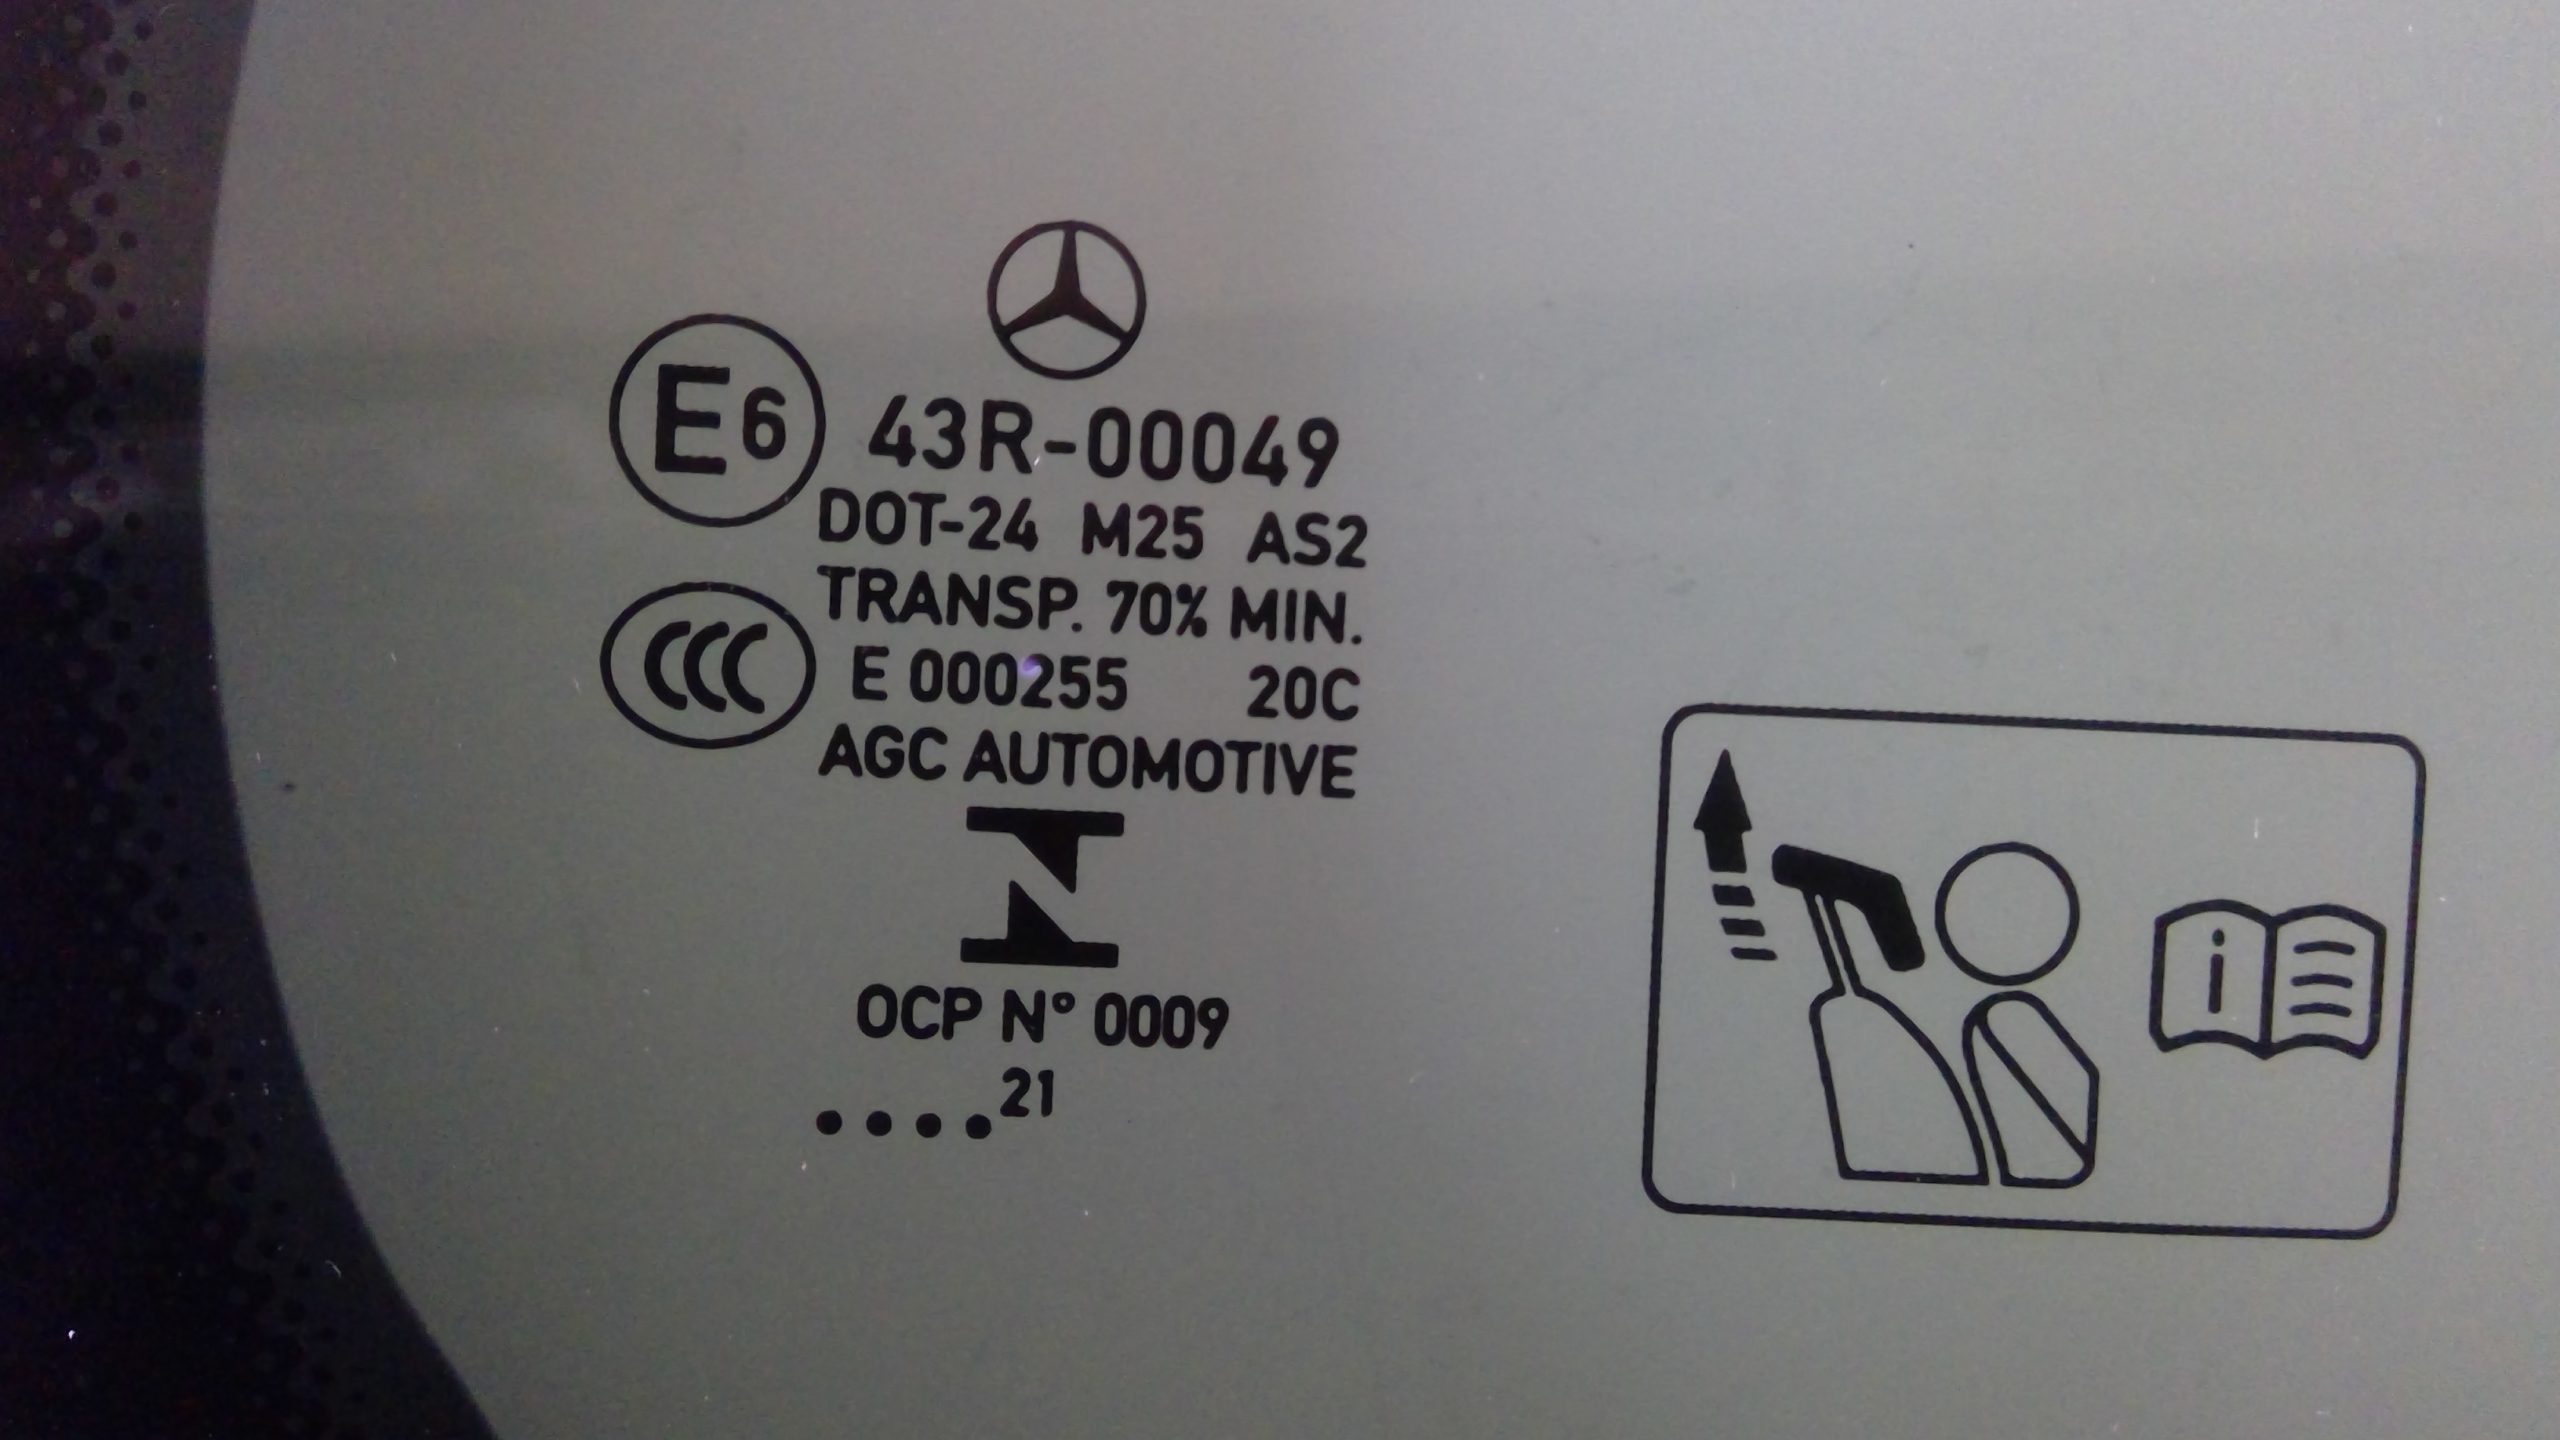 E6
43R-00049
DOT-24 M25 AS2
TRANSP. 70% MIN.
CCC
E 000255 20C
AGC AUTOMOTIVE
OCP N° 0009
....21
i